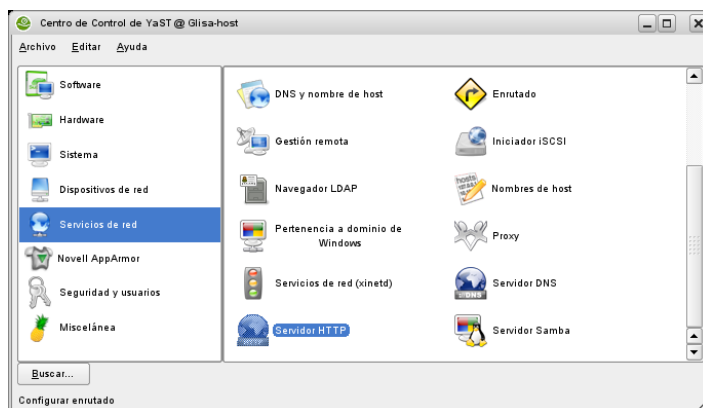 Centro de Control de YaST @ Glisa-host
Archivo Editar Ayuda
Software
Hardware
Sistema
Dispositivos de red
Servicios de red
Novell AppArmor
Seguridad y usuarios
Miscelánea
DNS y nombre de host
Enrutado
Gestión remota
Iniciador iSCSI
Navegador LDAP
Nombres de host
Pertenencia a dominio de
Windows
Proxy
Servicios de red (xinetd)
Servidor DNS
Servidor HTTP
Servidor Samba
Buscar...
Configurar enrutado